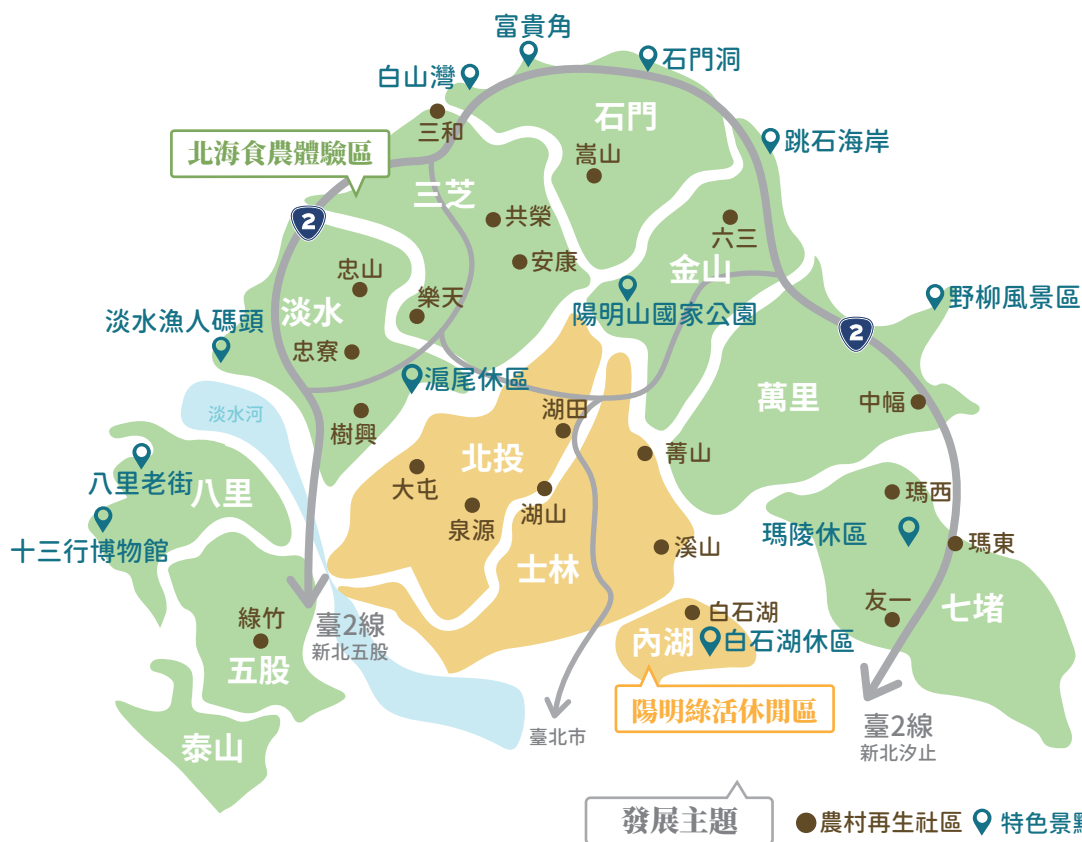 富貴角
石門洞
白山灣
石門
三和
跳石海岸
北海食農體驗區
嵩山
三芝
共榮
2
六三
安康
金山
忠山
樂天
野柳風景區
淡水
陽明山國家公園
淡水漁人碼頭
2
忠寮
滬尾休區
萬里
中幅
湖田
淡水河
樹興
北投
菁山
八里老街
八里
大屯
瑪西
湖山
泉源
瑪陵休區
瑪東
十三行博物館
溪山
士林
友一
七堵
綠竹
白石湖
臺2線
新北五股
內湖
白石湖休區
五股
陽明綠活休閒區
臺2線
新北汐止
臺北市
泰山
發展主題
農村再生社區
特色景點